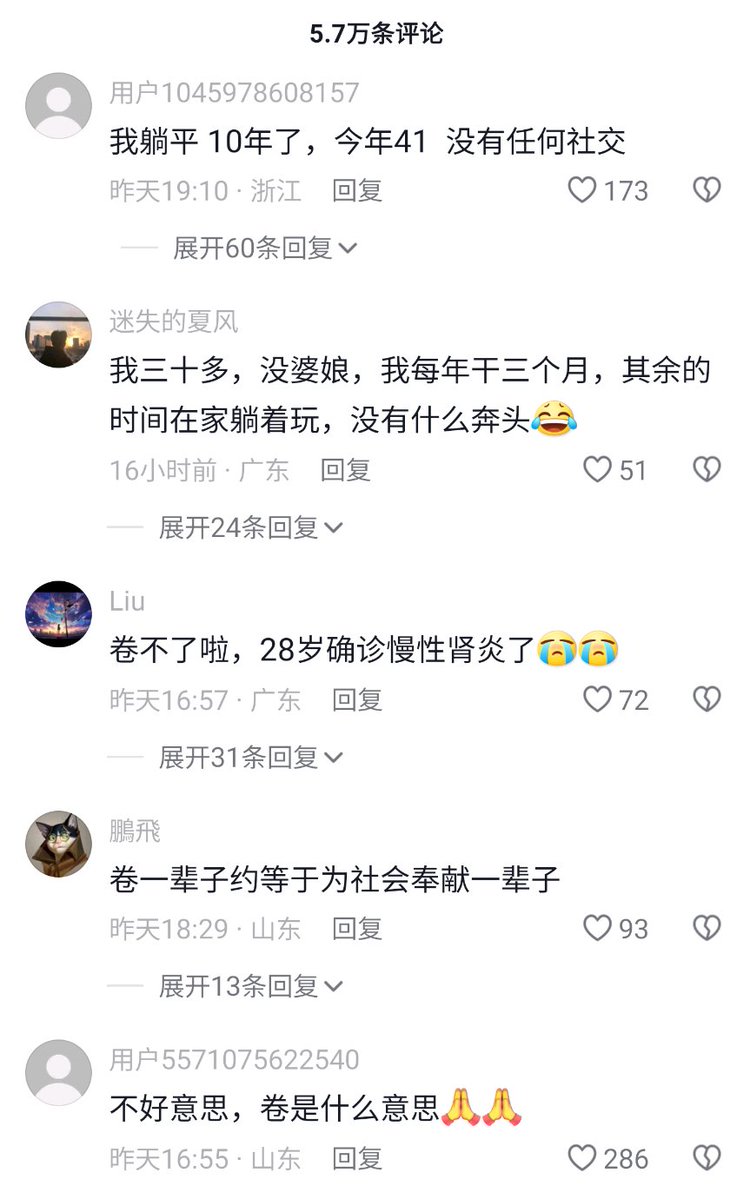 5.7万条评论
用户1045978608157
我躺平 10年了，今年41 没有任何社交
昨天19:10 · 浙江 回复 173
展开60条回复
迷失的夏风
我三十多，没婆娘，我每年干三个月，其余的
时间在家躺着玩，没有什么奔头😂
16小时前 · 广东 回复 51
展开24条回复
Liu
卷不了啦，28岁确诊慢性肾炎了😭😭
昨天16:57 · 广东 回复 72
展开31条回复
鵬飛
卷一辈子约等于为社会奉献一辈子
昨天18:29 · 山东 回复 93
展开13条回复
用户5571075622540
不好意思，卷是什么意思🙏🙏
昨天16:55 · 山东 回复 286